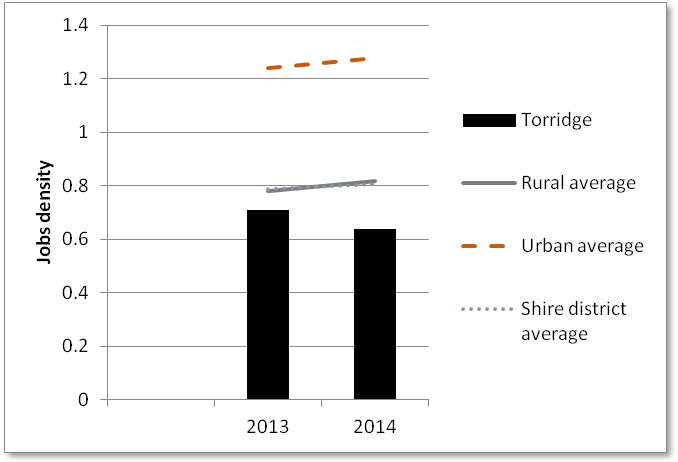 1.4
1.2
1
0.8
0.6
0.4
0.2
0
Jobs density
2013
2014
Torridge
Rural average
Urban average
Shire district
average